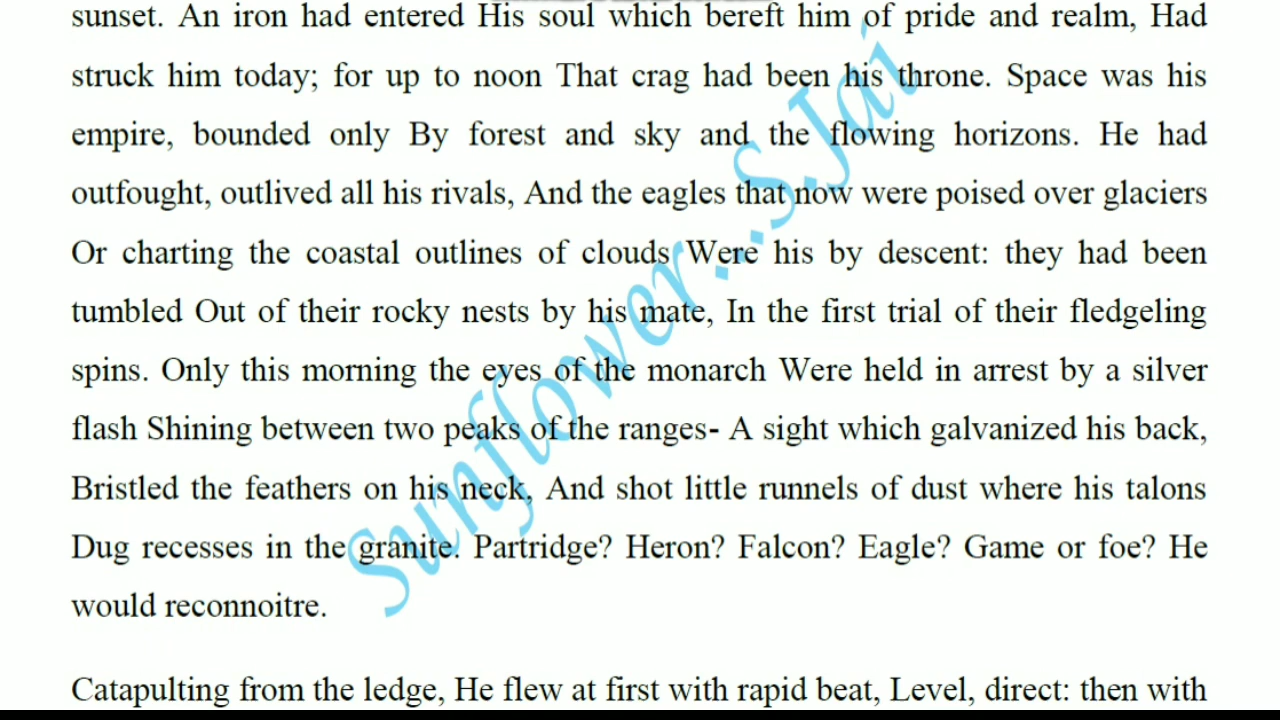 sunset. An iron had entered His soul which bereft him of pride and realm, Had
struck him today; for up to noon That crag had been his throne. Space was his
empire, bounded only By forest and sky and the flowing horizons. He had
outfought, outlived all his rivals, And the eagles that now were poised over glaciers
Or charting the coastal outlines of clouds Were his by descent: they had been
tumbled Out of their rocky nests by his mate, In the first trial of their fledgeling
spins. Only this morning the eyes of the monarch Were held in arrest by a silver
flash Shining between two peaks of the ranges- A sight which galvanized his back,
Bristled the feathers on his neck, And shot little runnels of dust where his talons
Dug recesses in the granite. Partridge? Heron? Falcon? Eagle? Game or foe? He
would reconnoitre.
Catapulting from the ledge, He flew at first with rapid beat, Level, direct: then with
Sunflower...S.Jai